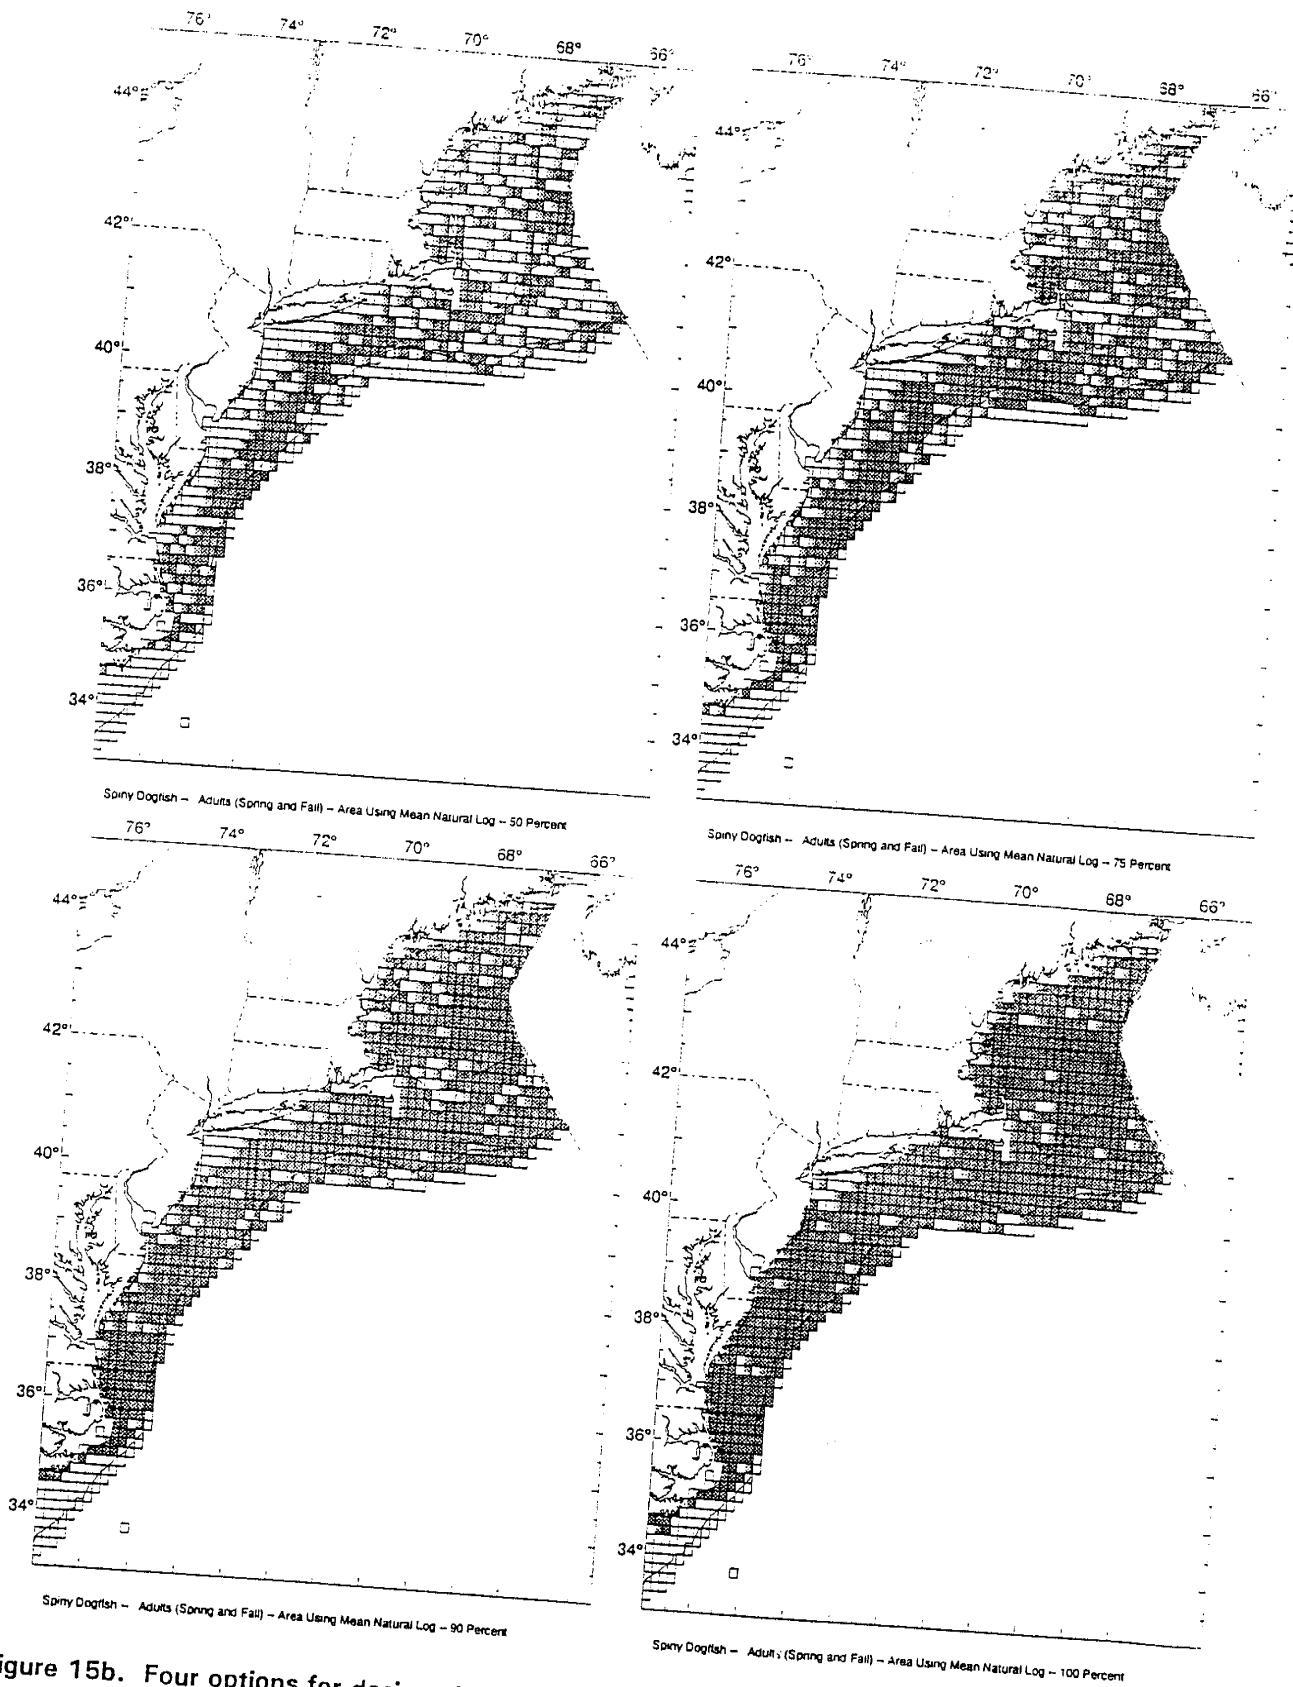 76° 74° 72° 70° 68° 66°
44°
42°
40°
38°
36°
34°
Spiny Dogfish – Adults (Spring and Fall) – Area Using Mean Natural Log – 50 Percent
76° 74° 72° 70° 68° 66°
44°
42°
40°
38°
36°
34°
Spiny Dogfish – Adults (Spring and Fall) – Area Using Mean Natural Log – 75 Percent
76° 74° 72° 70° 68° 66°
44°
42°
40°
38°
36°
34°
Spiny Dogfish – Adults (Spring and Fall) – Area Using Mean Natural Log – 90 Percent
76° 74° 72° 70° 68° 66°
44°
42°
40°
38°
36°
34°
Spiny Dogfish – Adults (Spring and Fall) – Area Using Mean Natural Log – 100 Percent
igure 15b. Four options for